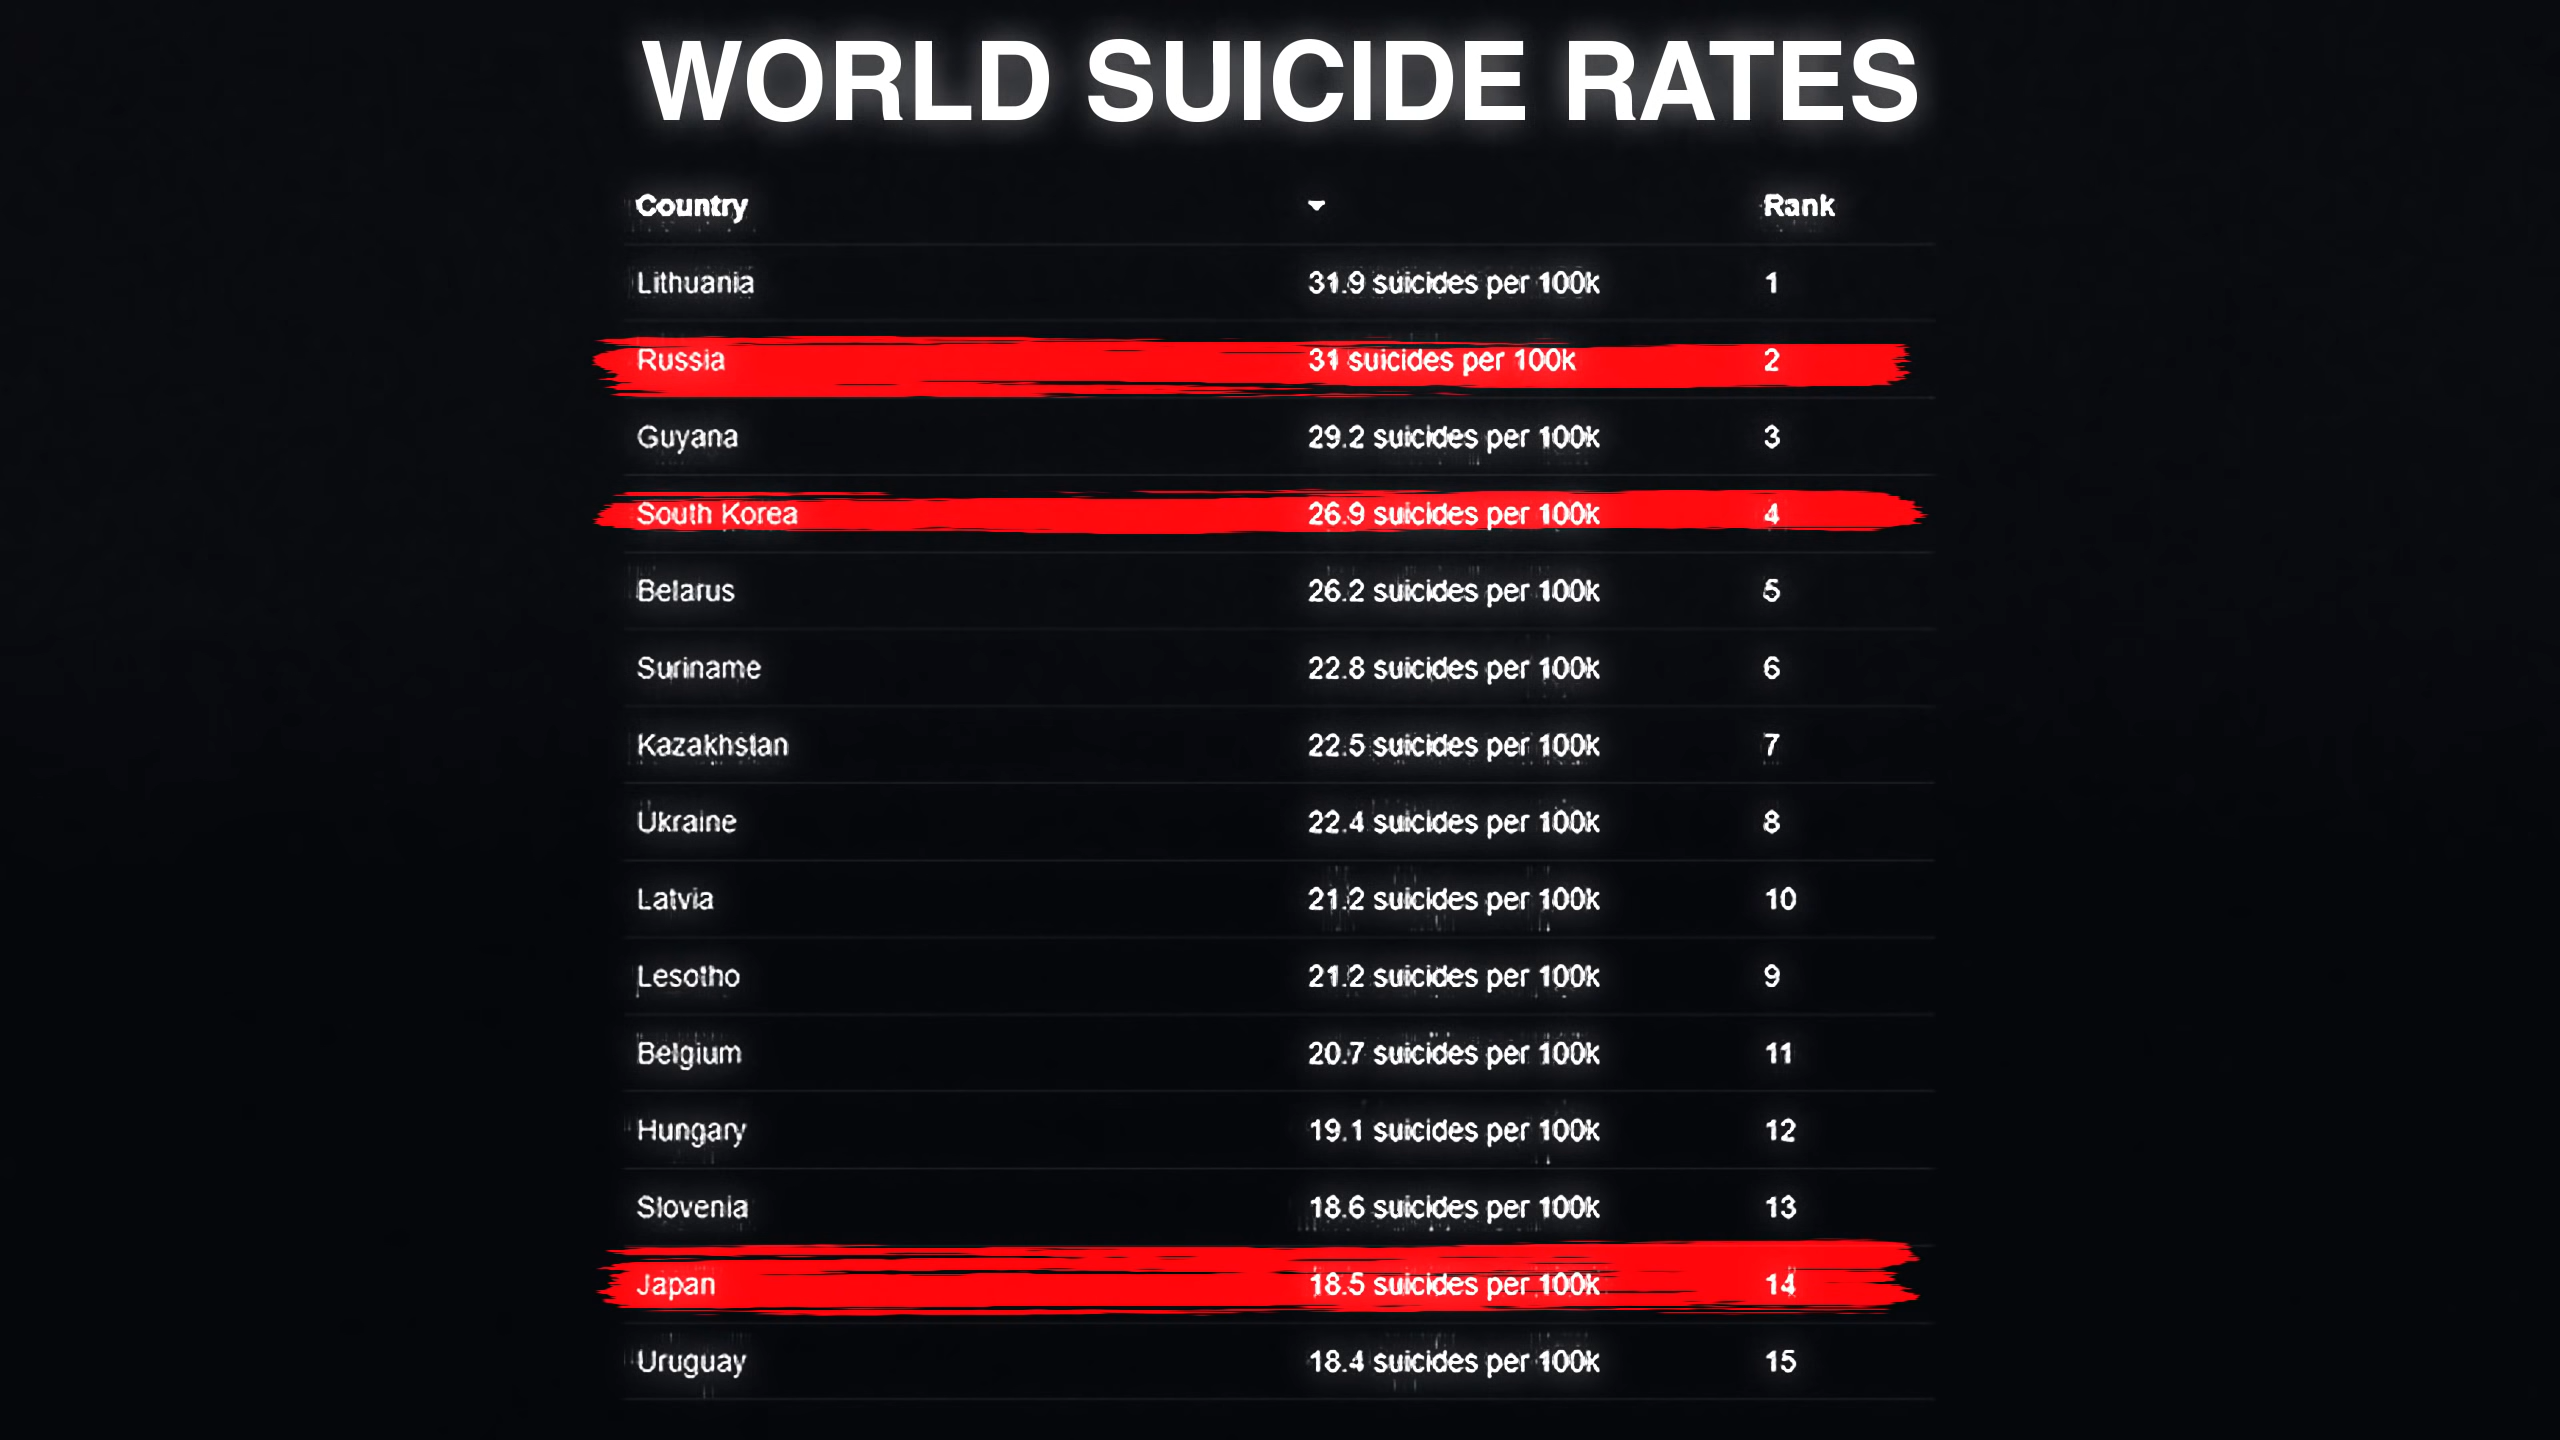 WORLD SUICIDE RATES
Country Rank
Lithuania 31.9 suicides per 100k 1
Russia 31 suicides per 100k 2
Guyana 29.2 suicides per 100k 3
South Korea 26.9 suicides per 100k 4
Belarus 26.2 suicides per 100k 5
Suriname 22.8 suicides per 100k 6
Kazakhstan 22.5 suicides per 100k 7
Ukraine 22.4 suicides per 100k 8
Latvia 21.2 suicides per 100k 10
Lesotho 21.2 suicides per 100k 9
Belgium 20.7 suicides per 100k 11
Hungary 19.1 suicides per 100k 12
Slovenia 18.6 suicides per 100k 13
Japan 18.5 suicides per 100k 14
Uruguay 18.4 suicides per 100k 15